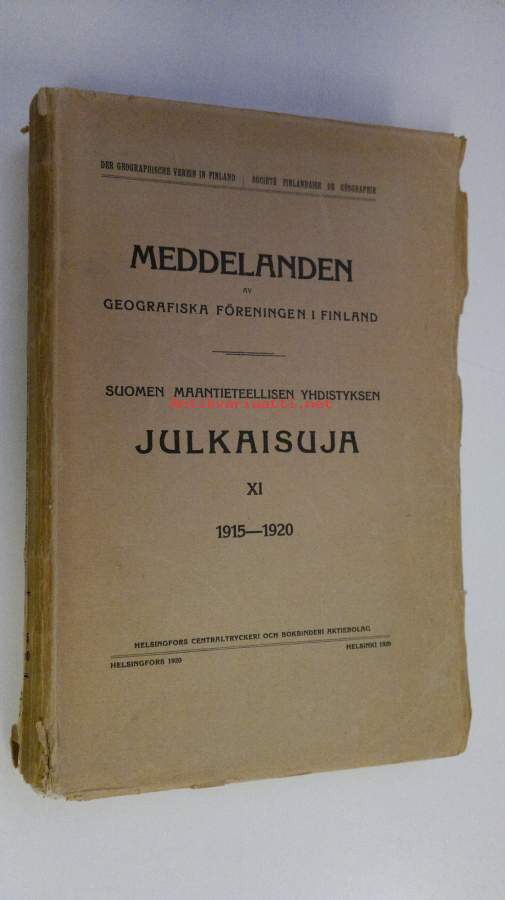 DER GEOGRAPHISCHE VEREIN IN FINLAND | SOCIÉTÉ FINLANDAISE DE GÉOGRAPHIE
MEDDELANDEN
AV
GEOGRAFISKA FÖRENINGEN I FINLAND
SUOMEN MAANTIETEELLISEN YHDISTYKSEN
Antikvariaatti.net
JULKAISUJA
XI
1915—1920
HELSINGFORS CENTRALTRYCKERI OCH BOKBINDERI AKTIEBOLAG
HELSINGFORS 1920 HELSINKI 1920